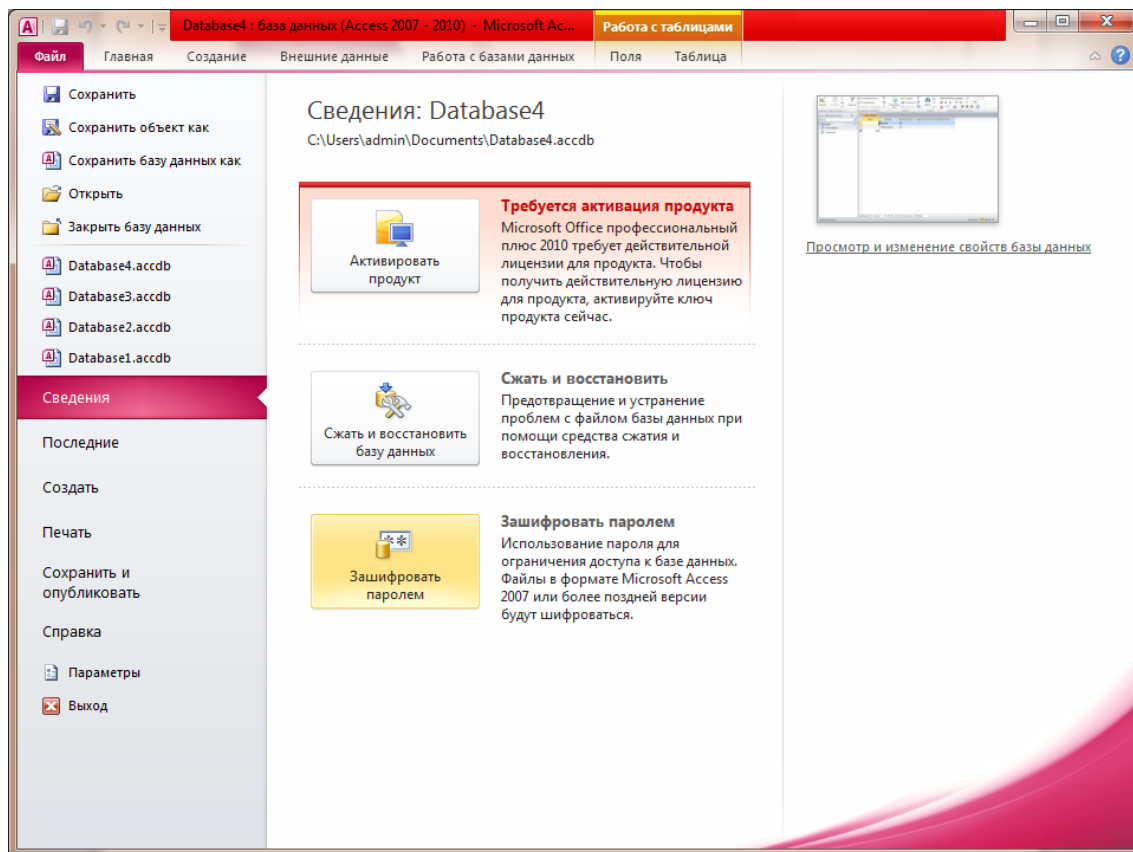 Database4 : база данных (Access 2007 - 2010) - Microsoft Ac...
Работа с таблицами
Файл
Главная
Создание
Внешние данные
Работа с базами данных
Поля
Таблица
Сохранить
Сохранить объект как
Сохранить базу данных как
Открыть
Закрыть базу данных
Database4.accdb
Database3.accdb
Database2.accdb
Database1.accdb
Сведения
Последние
Создать
Печать
Сохранить и
опубликовать
Справка
Параметры
Выход
Сведения: Database4
C:\Users\admin\Documents\Database4.accdb
Активировать
продукт
Требуется активация продукта
Microsoft Office профессиональный
плюс 2010 требует действительной
лицензии для продукта. Чтобы
получить действительную лицензию
для продукта, активируйте ключ
продукта сейчас.
Сжать и восстановить
базу данных
Сжать и восстановить
Предотвращение и устранение
проблем с файлом базы данных при
помощи средства сжатия и
восстановления.
Зашифровать
паролем
Зашифровать паролем
Использование пароля для
ограничения доступа к базе данных.
Файлы в формате Microsoft Access
2007 или более поздней версии
будут шифроваться.
Просмотр и изменение свойств базы данных